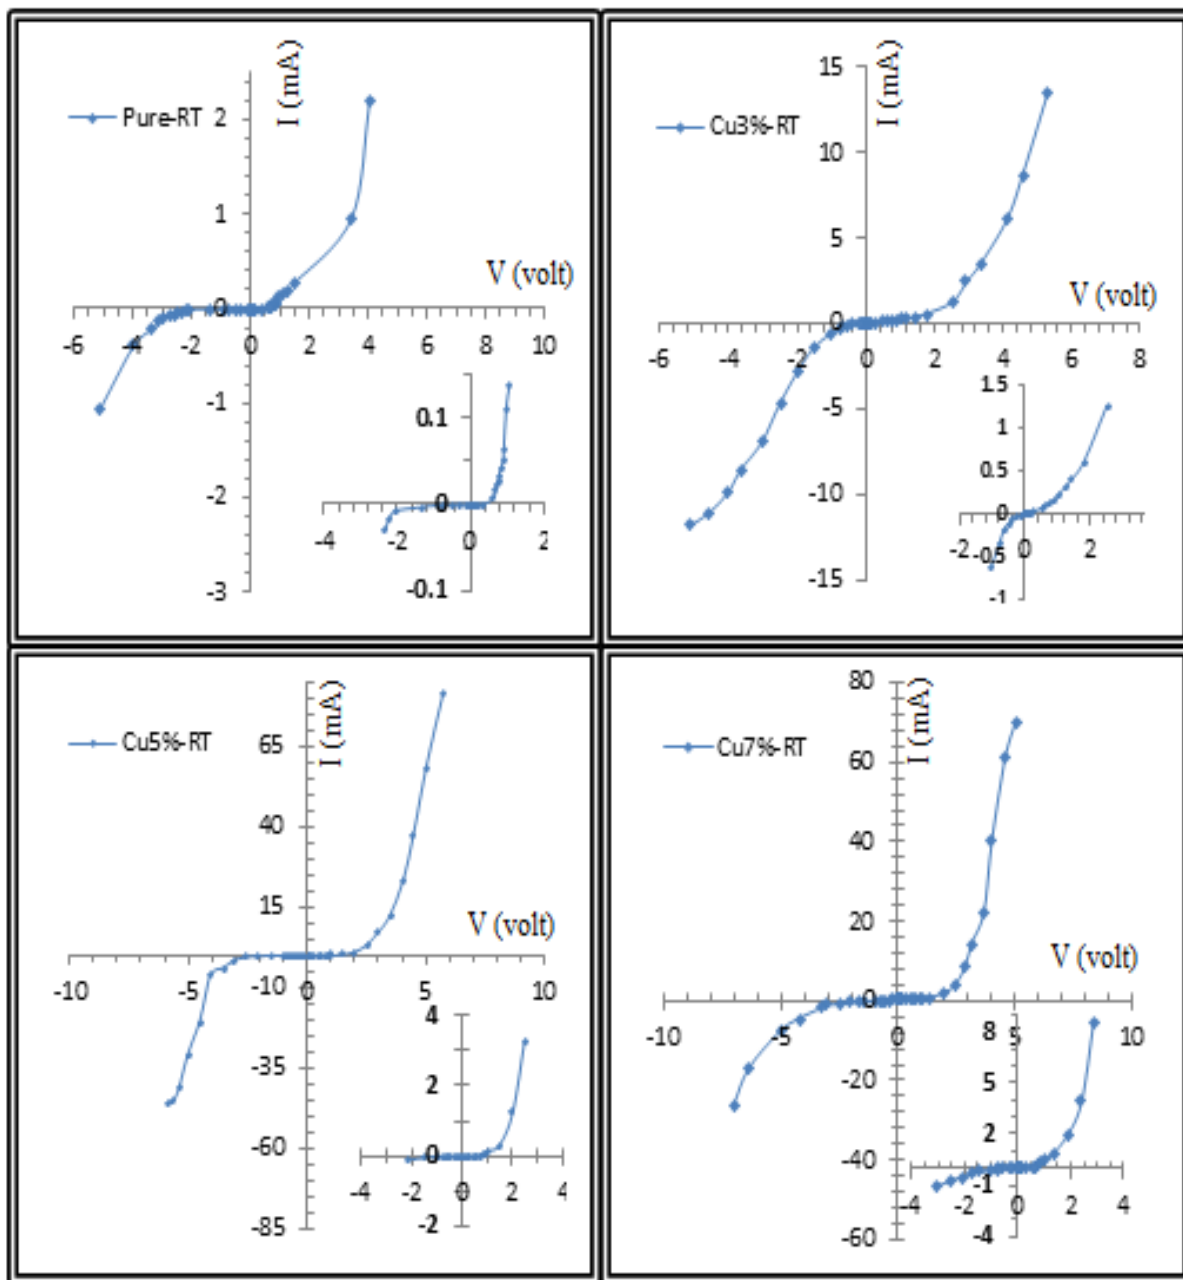 I (mA)
Pure-RT
2
1
V (volt)
0
-6 -4 -2 0 2 4 6 8 10
-1
-2
-3
0.1
0
-4 -2 0 2
-0.1
15
I (mA)
Cu3%-RT
10
5
V (volt)
0
-6 -4 -2 0 2 4 6 8
-5
-10
-15
1.5
1
0.5
0
-2 0 2
-0.5
-1
I (mA)
Cu5%-RT
65
40
15
V (volt)
-10 -5 0 5 10
-10
-35
-60
-85
4
2
0
-4 -2 0 2 4
-2
80
I (mA)
Cu7%-RT
60
40
20
V (volt)
0
-10 -5 0 5 10
-20
-40
-60
8
5
2
-1
-4 -2 0 2 4
-4